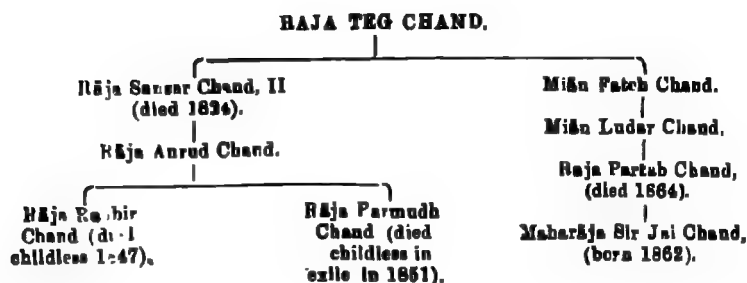 RAJA TEG CHAND.
Rāja Sansar Chand, II
(died 1824).
Rāja Anrud Chand.
Rāja
Chand
childless
Rāja Parmudh
Chand (died
childless in
exile in 1851).
Miān Fateh Chand.
Miān Ludar Chand,
Raja Partab Chand,
(died 1864).
Mahārāja Sir Jai Chand,
(born 1862).